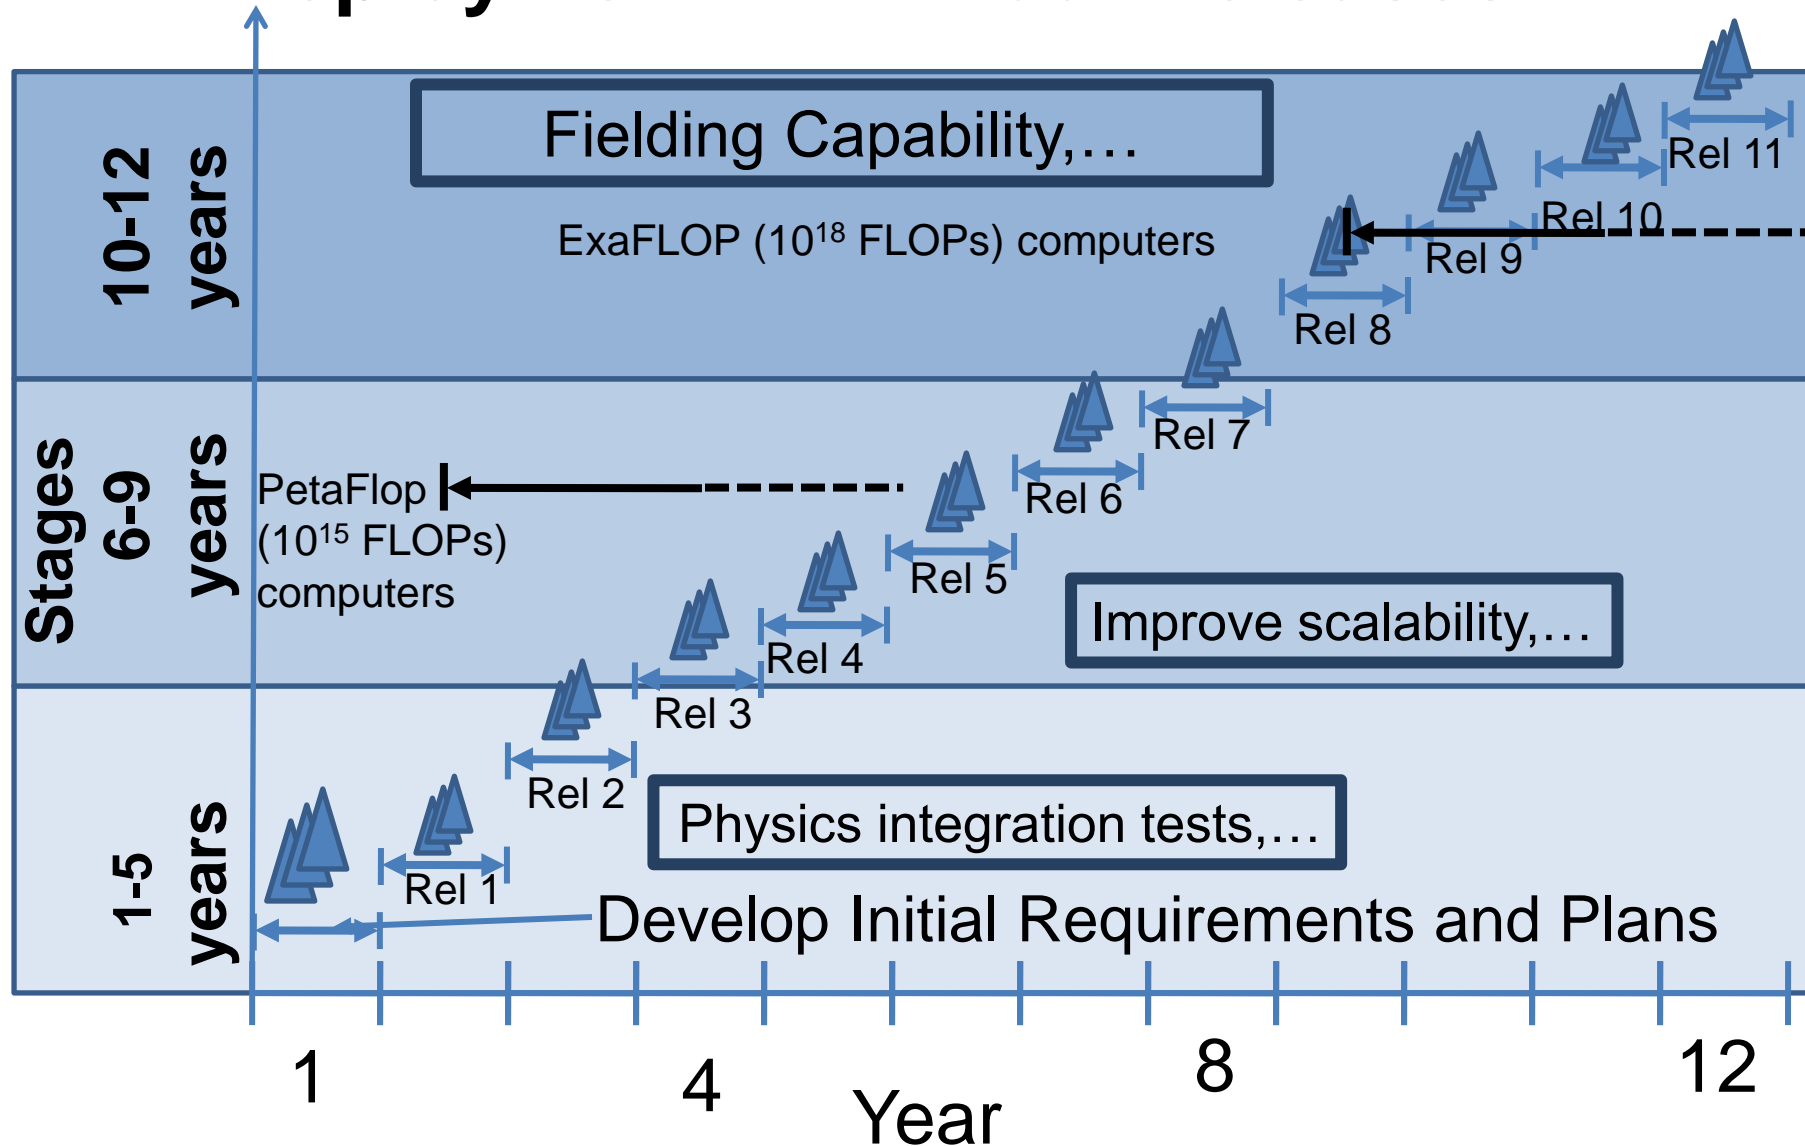 Fielding Capability,…
ExaFLOP (10¹⁸ FLOPs) computers
Rel 11
Rel 10
Rel 9
Rel 8
10-12
years
Rel 7
Rel 6
Rel 5
Rel 4
Rel 3
PetaFlop
(10¹⁵ FLOPs)
computers
Improve scalability,…
Stages
6-9
years
Rel 2
Rel 1
Physics integration tests,…
Develop Initial Requirements and Plans
1-5
years
1
4
8
12
Year